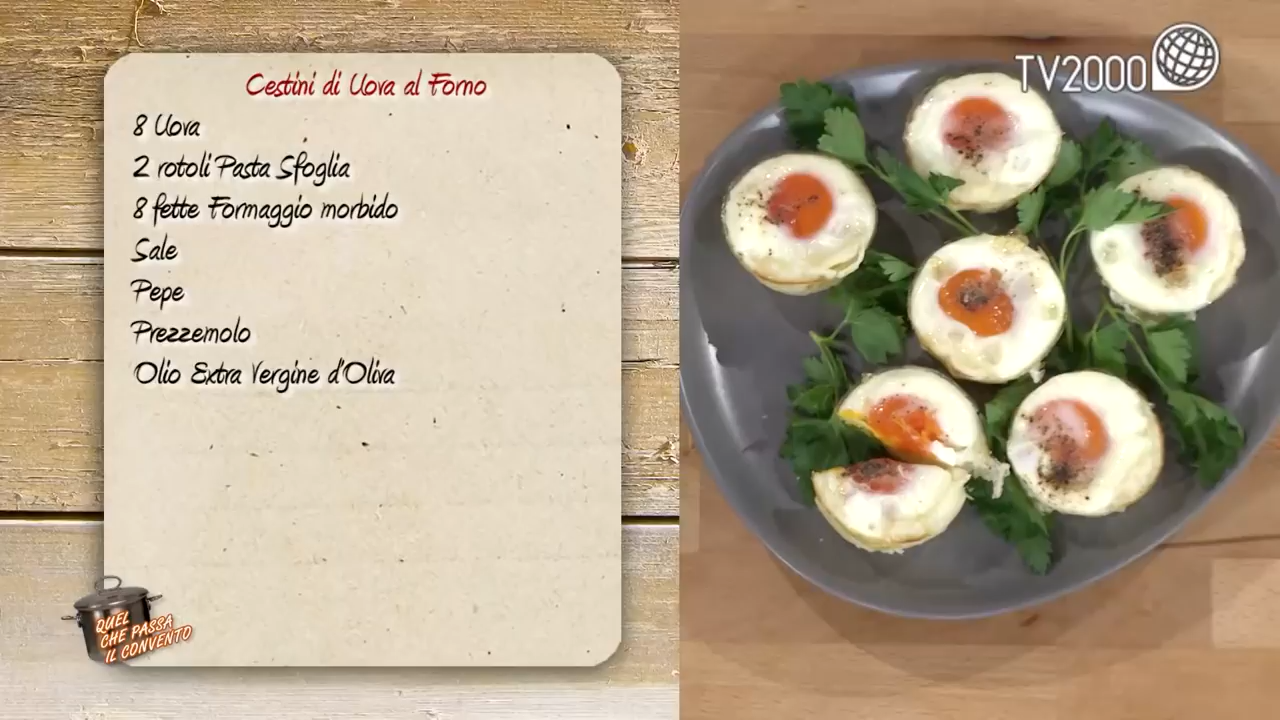 Cestini di Uova al Forno
8 Uova
2 rotoli Pasta Sfoglia
8 fette Formaggio morbido
Sale
Pepe
Prezzemolo
Olio Extra Vergine d'Oliva
QUEL
CHE PASSA
IL CONVENTO
TV2000